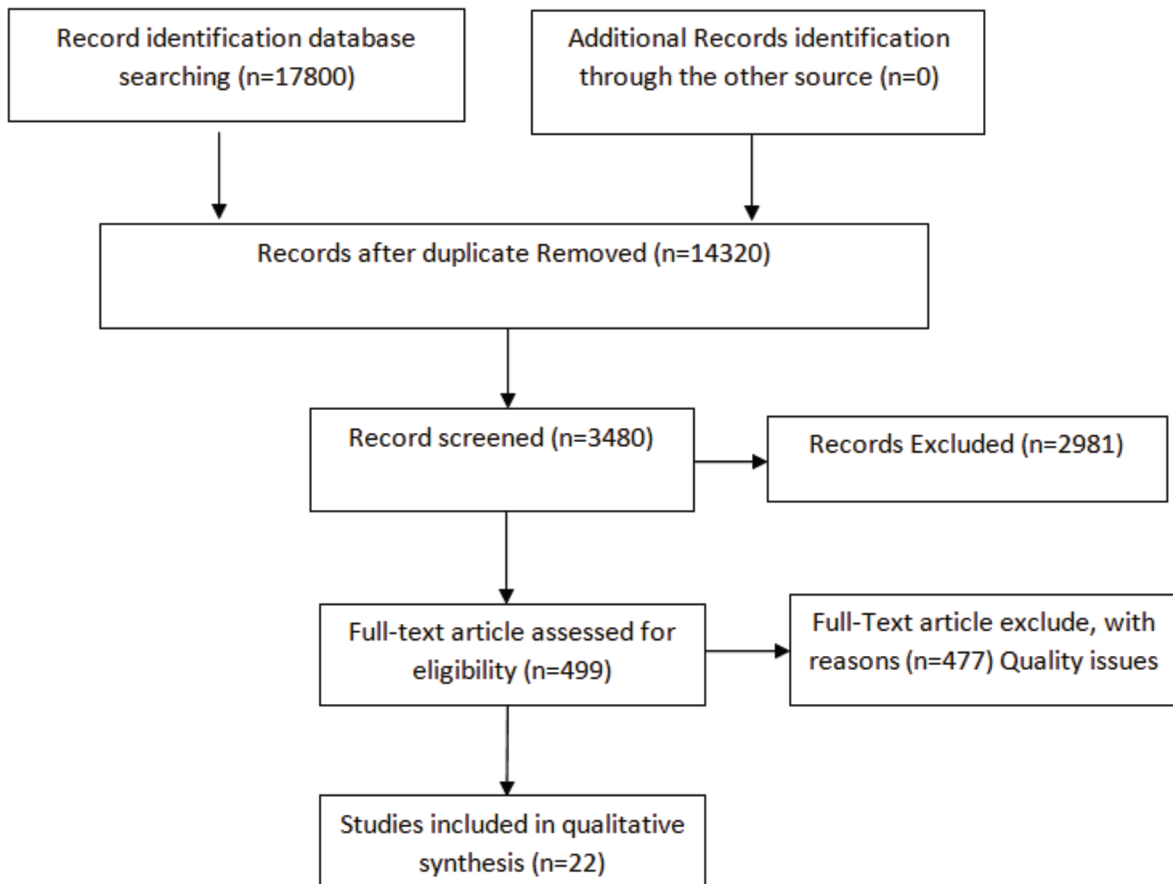 Record identification database
searching (n=17800)
Additional Records identification
through the other source (n=0)
Records after duplicate Removed (n=14320)
Record screened (n=3480)
Records Excluded (n=2981)
Full-text article assessed for
eligibility (n=499)
Full-Text article exclude, with
reasons (n=477) Quality issues
Studies included in qualitative
synthesis (n=22)